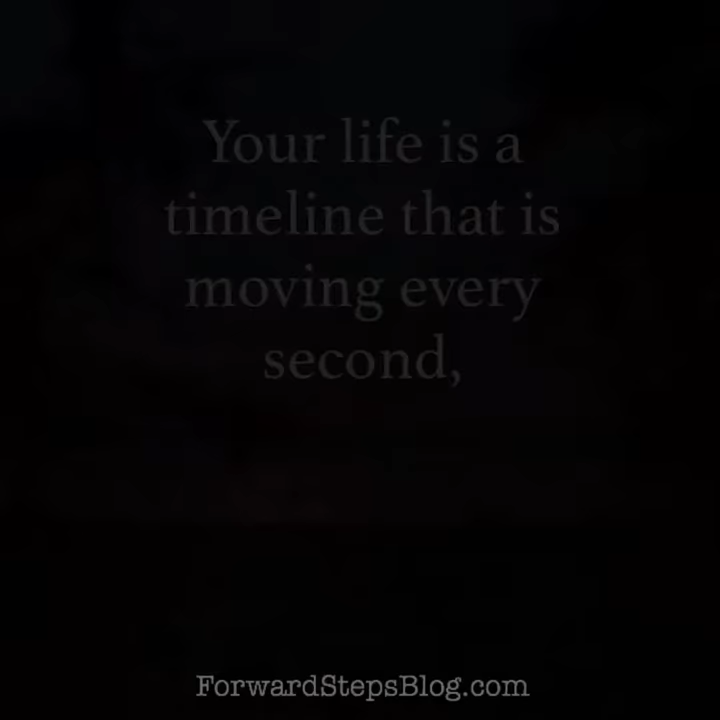 Your life is a
timeline that is
moving every
second,
ForwardStepsBlog.com